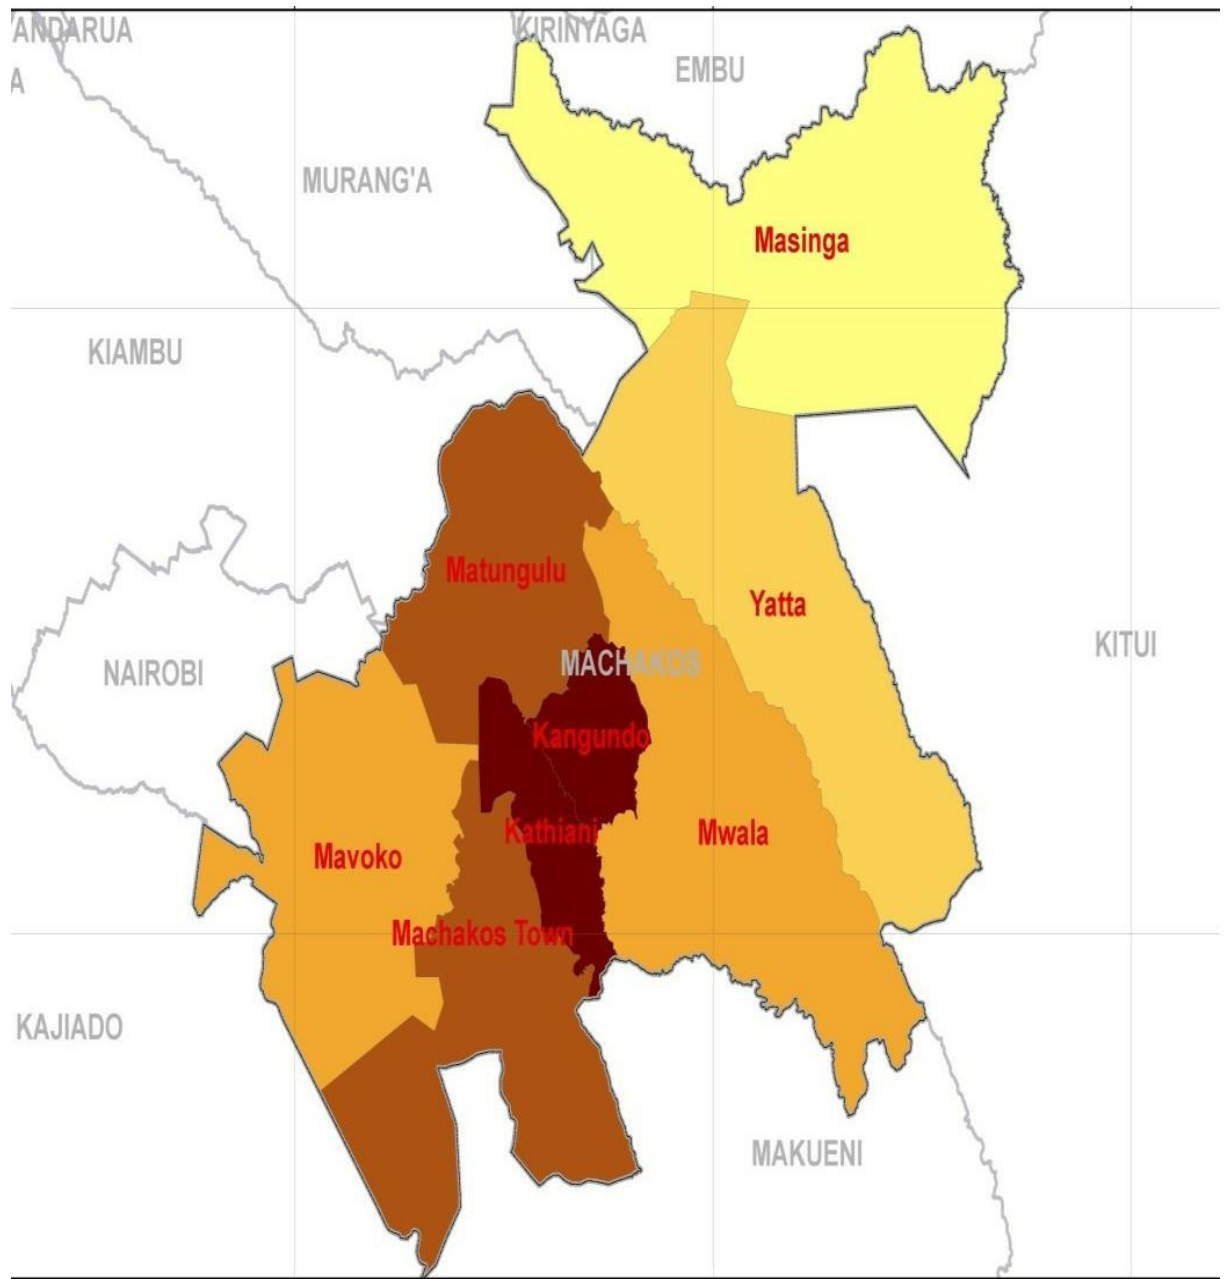 ANDARUA
KIRINYAGA
EMBU
A
MURANG'A
Masinga
KIAMBU
Matungulu
Yatta
KITUI
MACHAKOS
NAIROBI
Kangundo
Kathiani
Mwala
Mavoko
Machakos Town
KAJIADO
MAKUENI